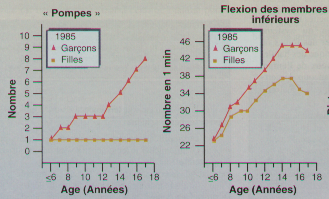 « Pompes »
Nombre
10
9
8
7
6
5
4
3
2
1
0
1985
Garçons
Filles
≤6 8 10 12 14 16 18
Age (Années)
Flexion des membres
inférieurs
Nombre en 1 min
46
42
38
34
30
26
22
1985
Garçons
Filles
≤6 8 10 12 14 16 18
Age (Années)